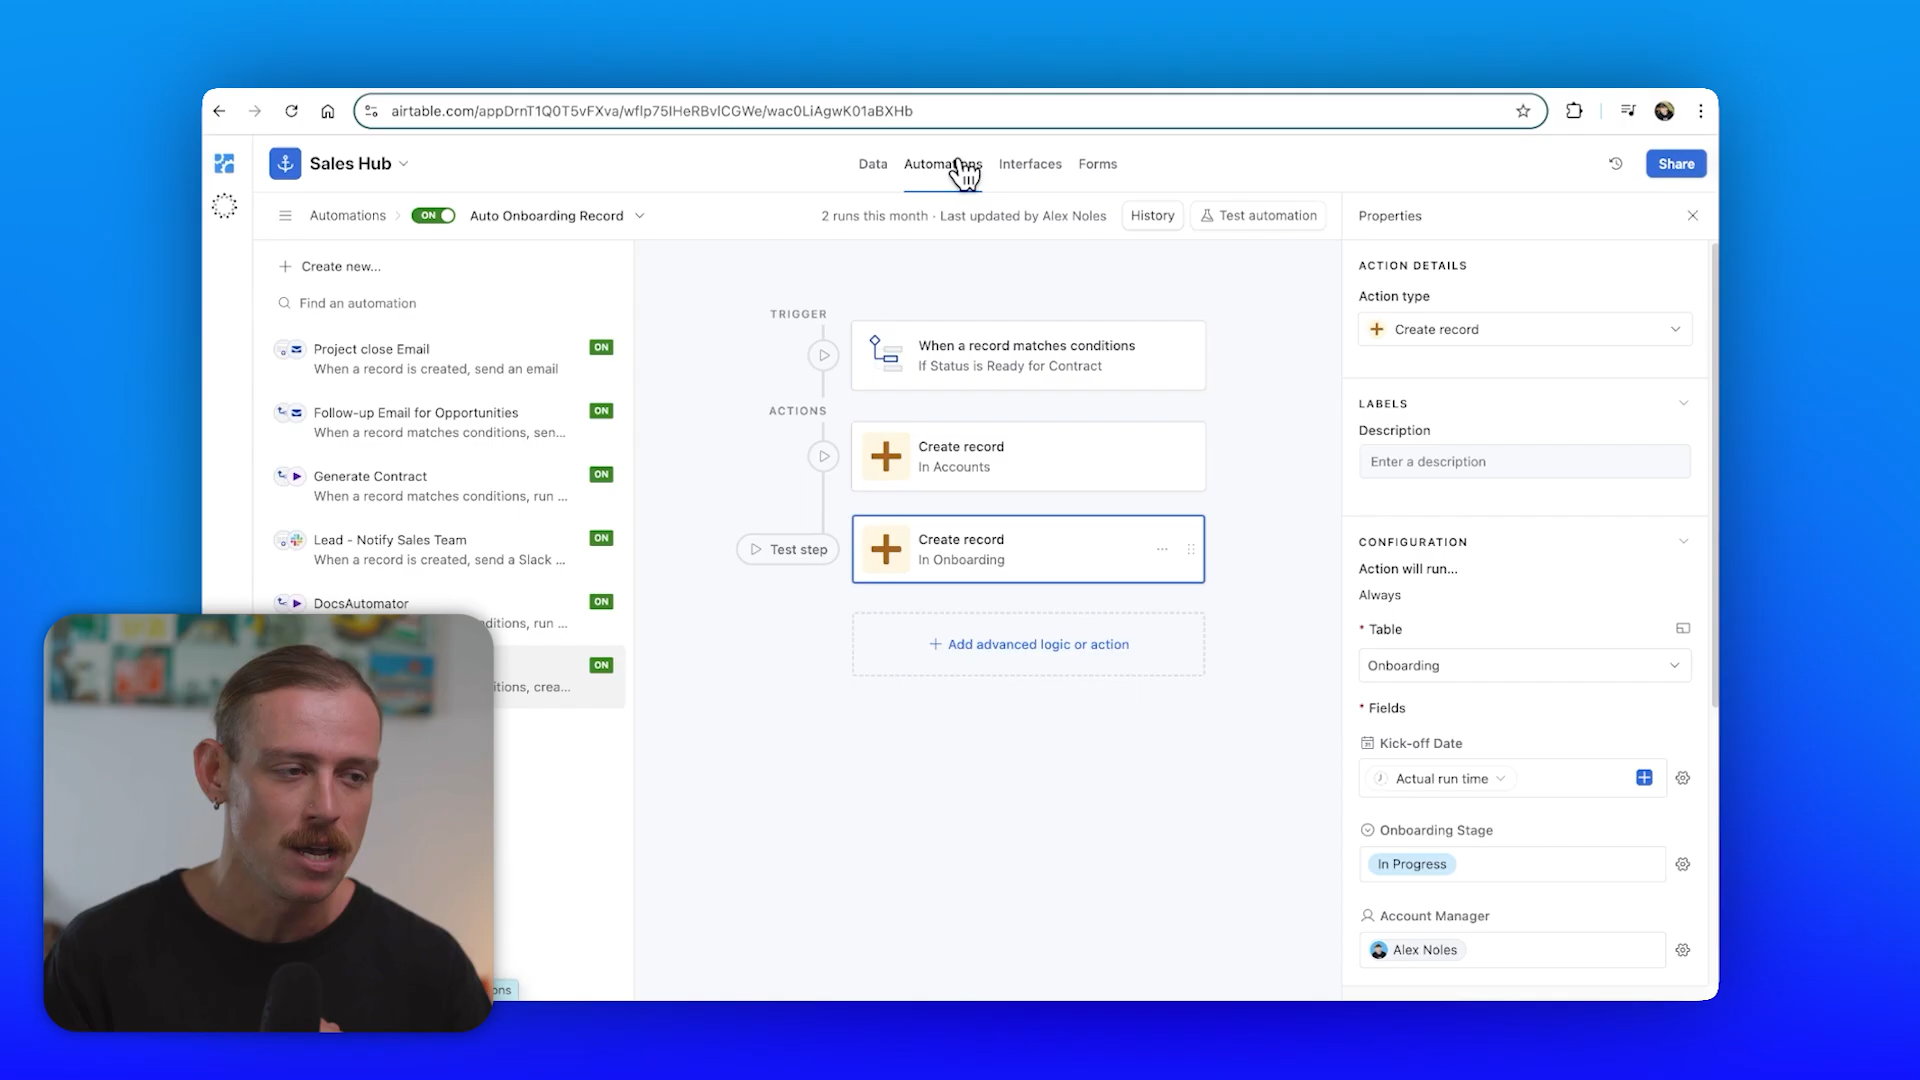 airtable.com/appDrnT1Q0T5vFXva/wflp75IHeRBvlCGWe/wac0LiAgwK01aBXHb
Sales Hub
Data
Automations
Interfaces
Forms
Share
Automations
ON
Auto Onboarding Record
2 runs this month · Last updated by Alex Noles
History
Test automation
Properties
Create new...
Find an automation
Project close Email
When a record is created, send an email
ON
Follow-up Email for Opportunities
When a record matches conditions, sen...
ON
Generate Contract
When a record matches conditions, run ...
ON
Lead - Notify Sales Team
When a record is created, send a Slack ...
ON
DocsAutomator
ditions, run ...
ON
itions, crea...
ON
ons
TRIGGER
When a record matches conditions
If Status is Ready for Contract
ACTIONS
Create record
In Accounts
Test step
Create record
In Onboarding
+ Add advanced logic or action
ACTION DETAILS
Action type
Create record
LABELS
Description
Enter a description
CONFIGURATION
Action will run...
Always
* Table
Onboarding
* Fields
Kick-off Date
Actual run time
Onboarding Stage
In Progress
Account Manager
Alex Noles